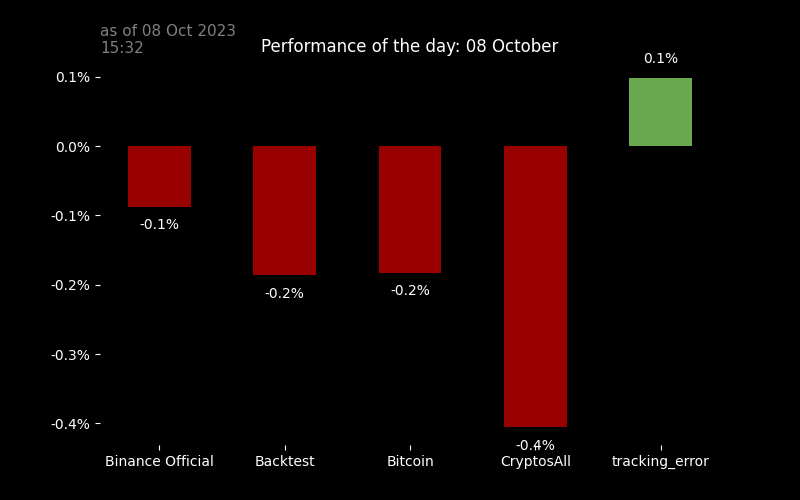 as of 08 Oct 2023
15:32
Performance of the day: 08 October
0.1%
0.1%
0.0%
-0.1%
-0.1%
-0.2%
-0.2%
-0.2%
-0.3%
-0.4%
-0.4%
Binance Official
Backtest
Bitcoin
CryptosAll
tracking_error